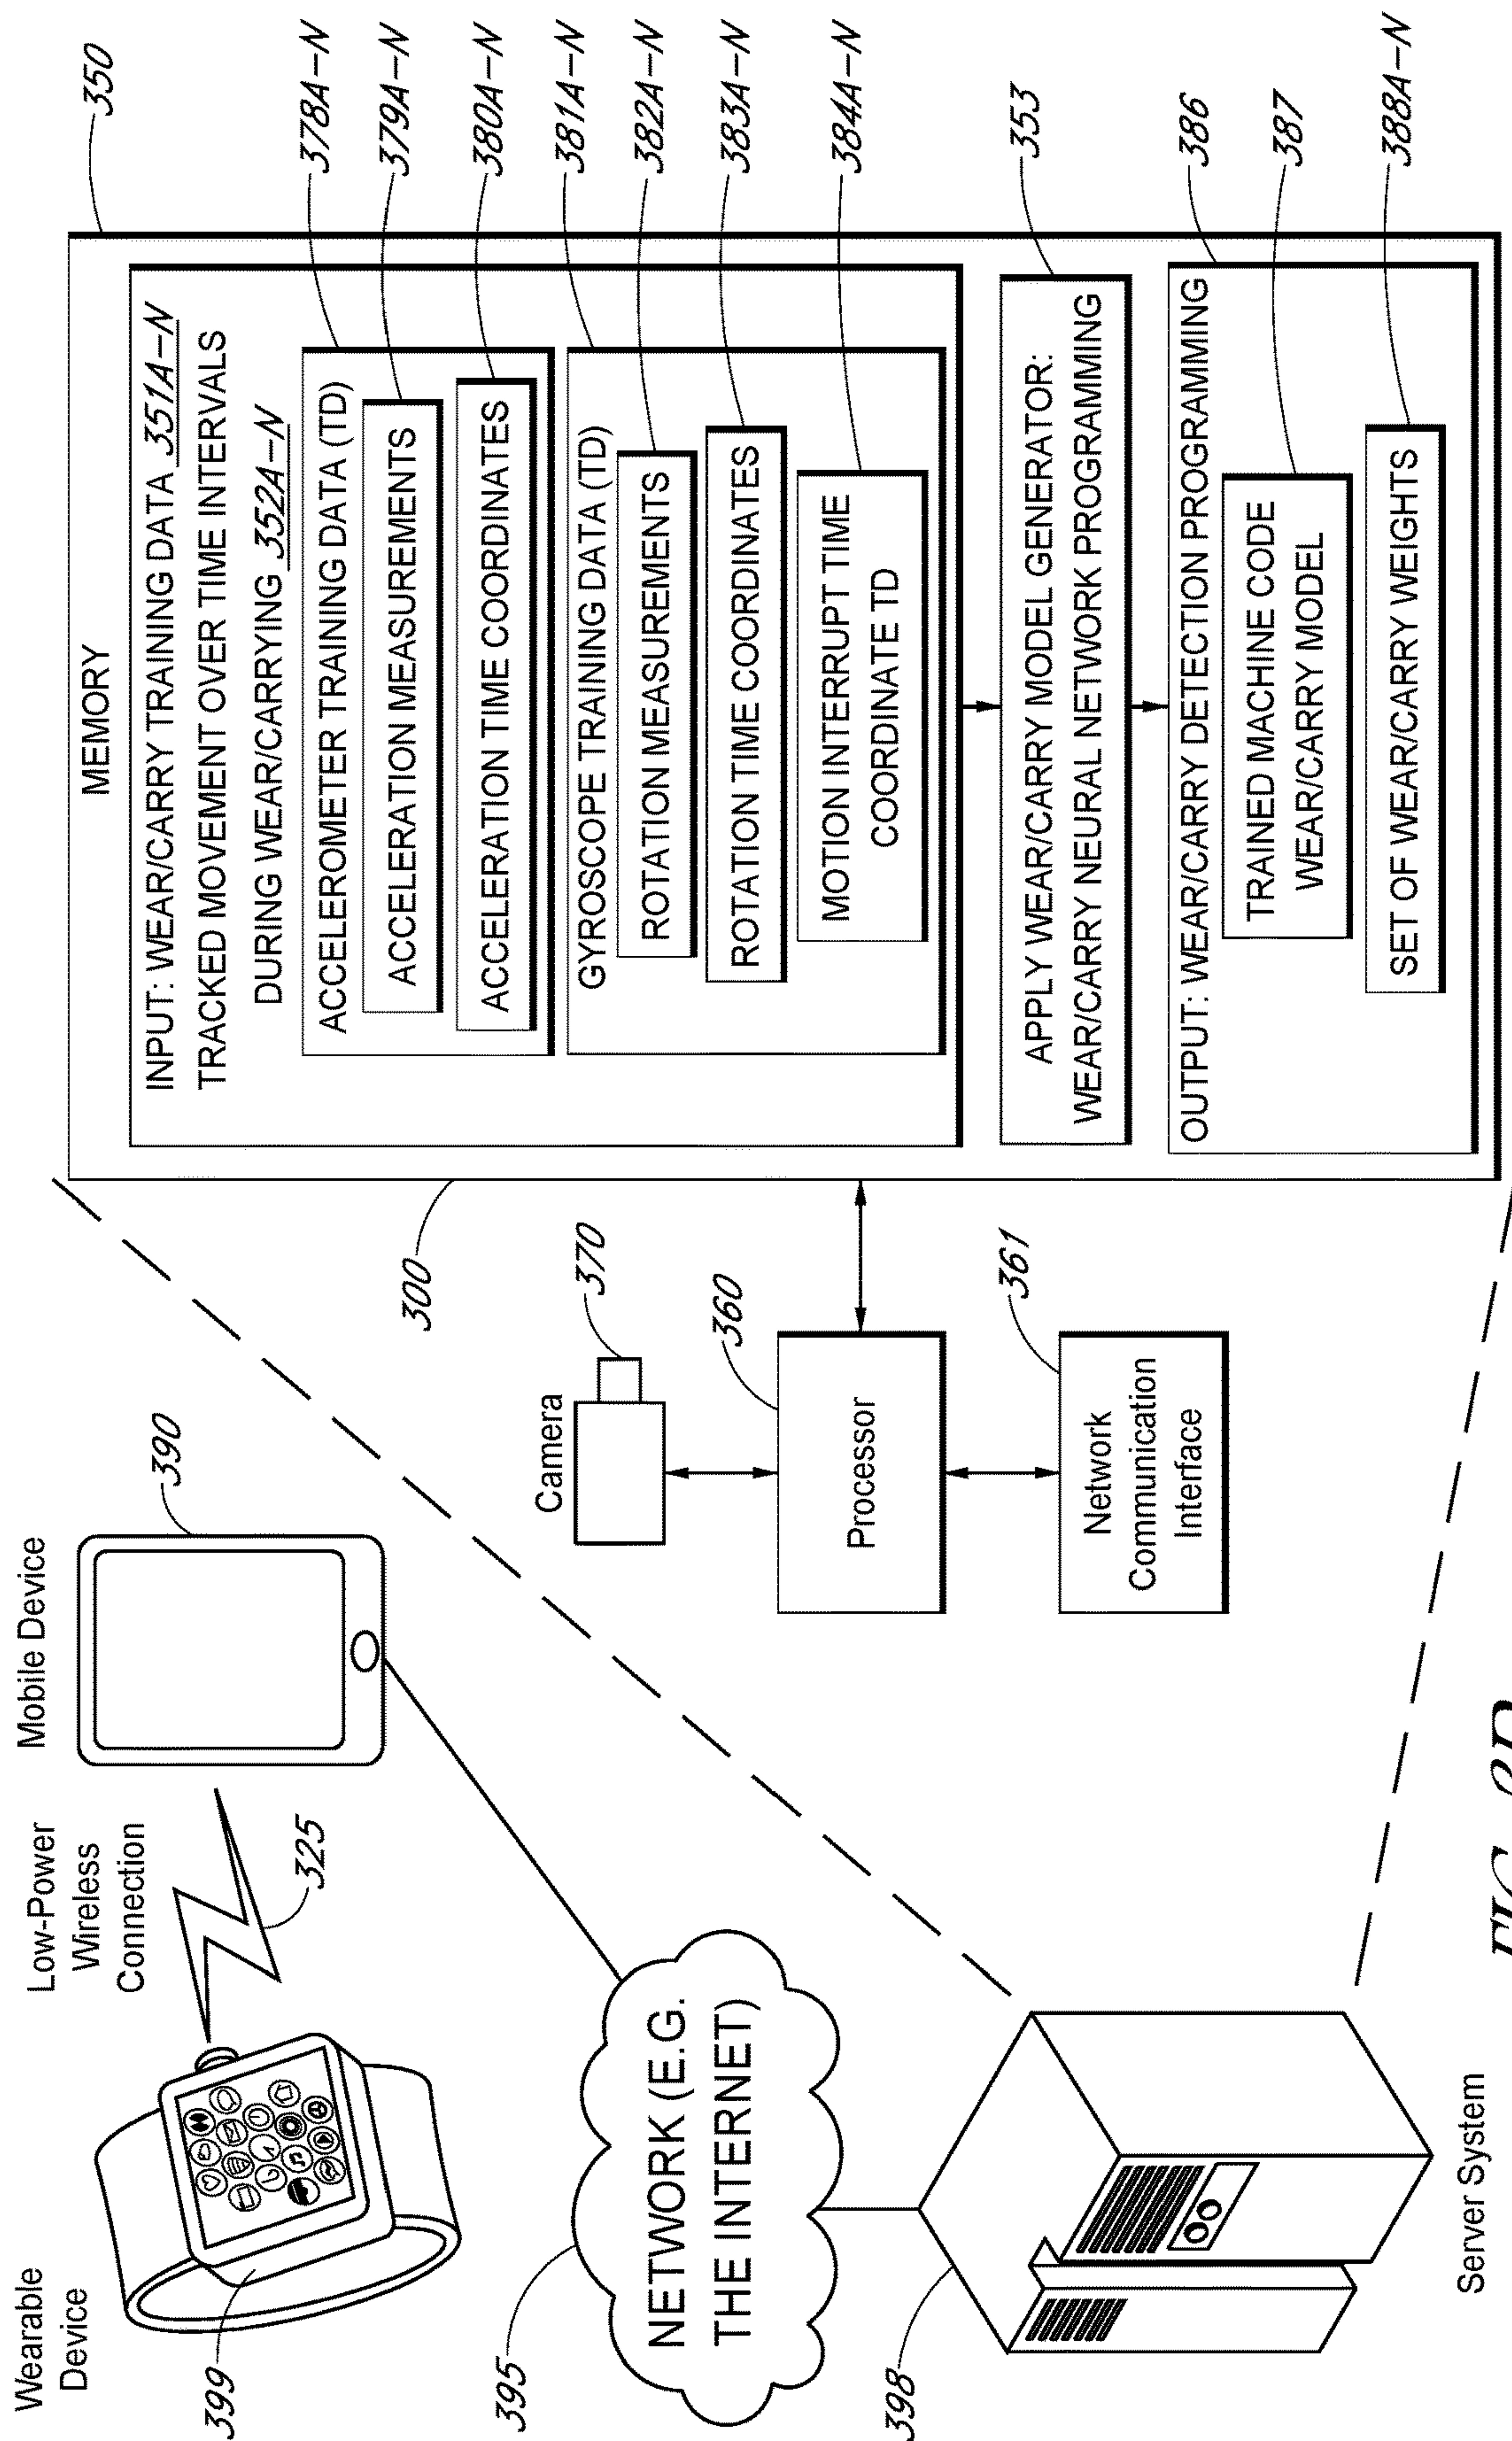 Wearable
Device
399
Low-Power
Wireless
Connection
325
Mobile Device
390
395
NETWORK (E.G.
THE INTERNET)
398
Server System
300
Camera
370
360
Processor
361
Network
Communication
Interface
MEMORY
350
INPUT: WEAR/CARRY TRAINING DATA 351A-N
TRACKED MOVEMENT OVER TIME INTERVALS
DURING WEAR/CARRYING 352A-N
ACCELEROMETER TRAINING DATA (TD)
378A-N
ACCELERATION MEASUREMENTS
379A-N
ACCELERATION TIME COORDINATES
380A-N
GYROSCOPE TRAINING DATA (TD)
381A-N
ROTATION MEASUREMENTS
382A-N
ROTATION TIME COORDINATES
383A-N
MOTION INTERRUPT TIME
COORDINATE TD
384A-N
APPLY WEAR/CARRY MODEL GENERATOR:
WEAR/CARRY NEURAL NETWORK PROGRAMMING
353
OUTPUT: WEAR/CARRY DETECTION PROGRAMMING
386
TRAINED MACHINE CODE
WEAR/CARRY MODEL
387
SET OF WEAR/CARRY WEIGHTS
388A-N